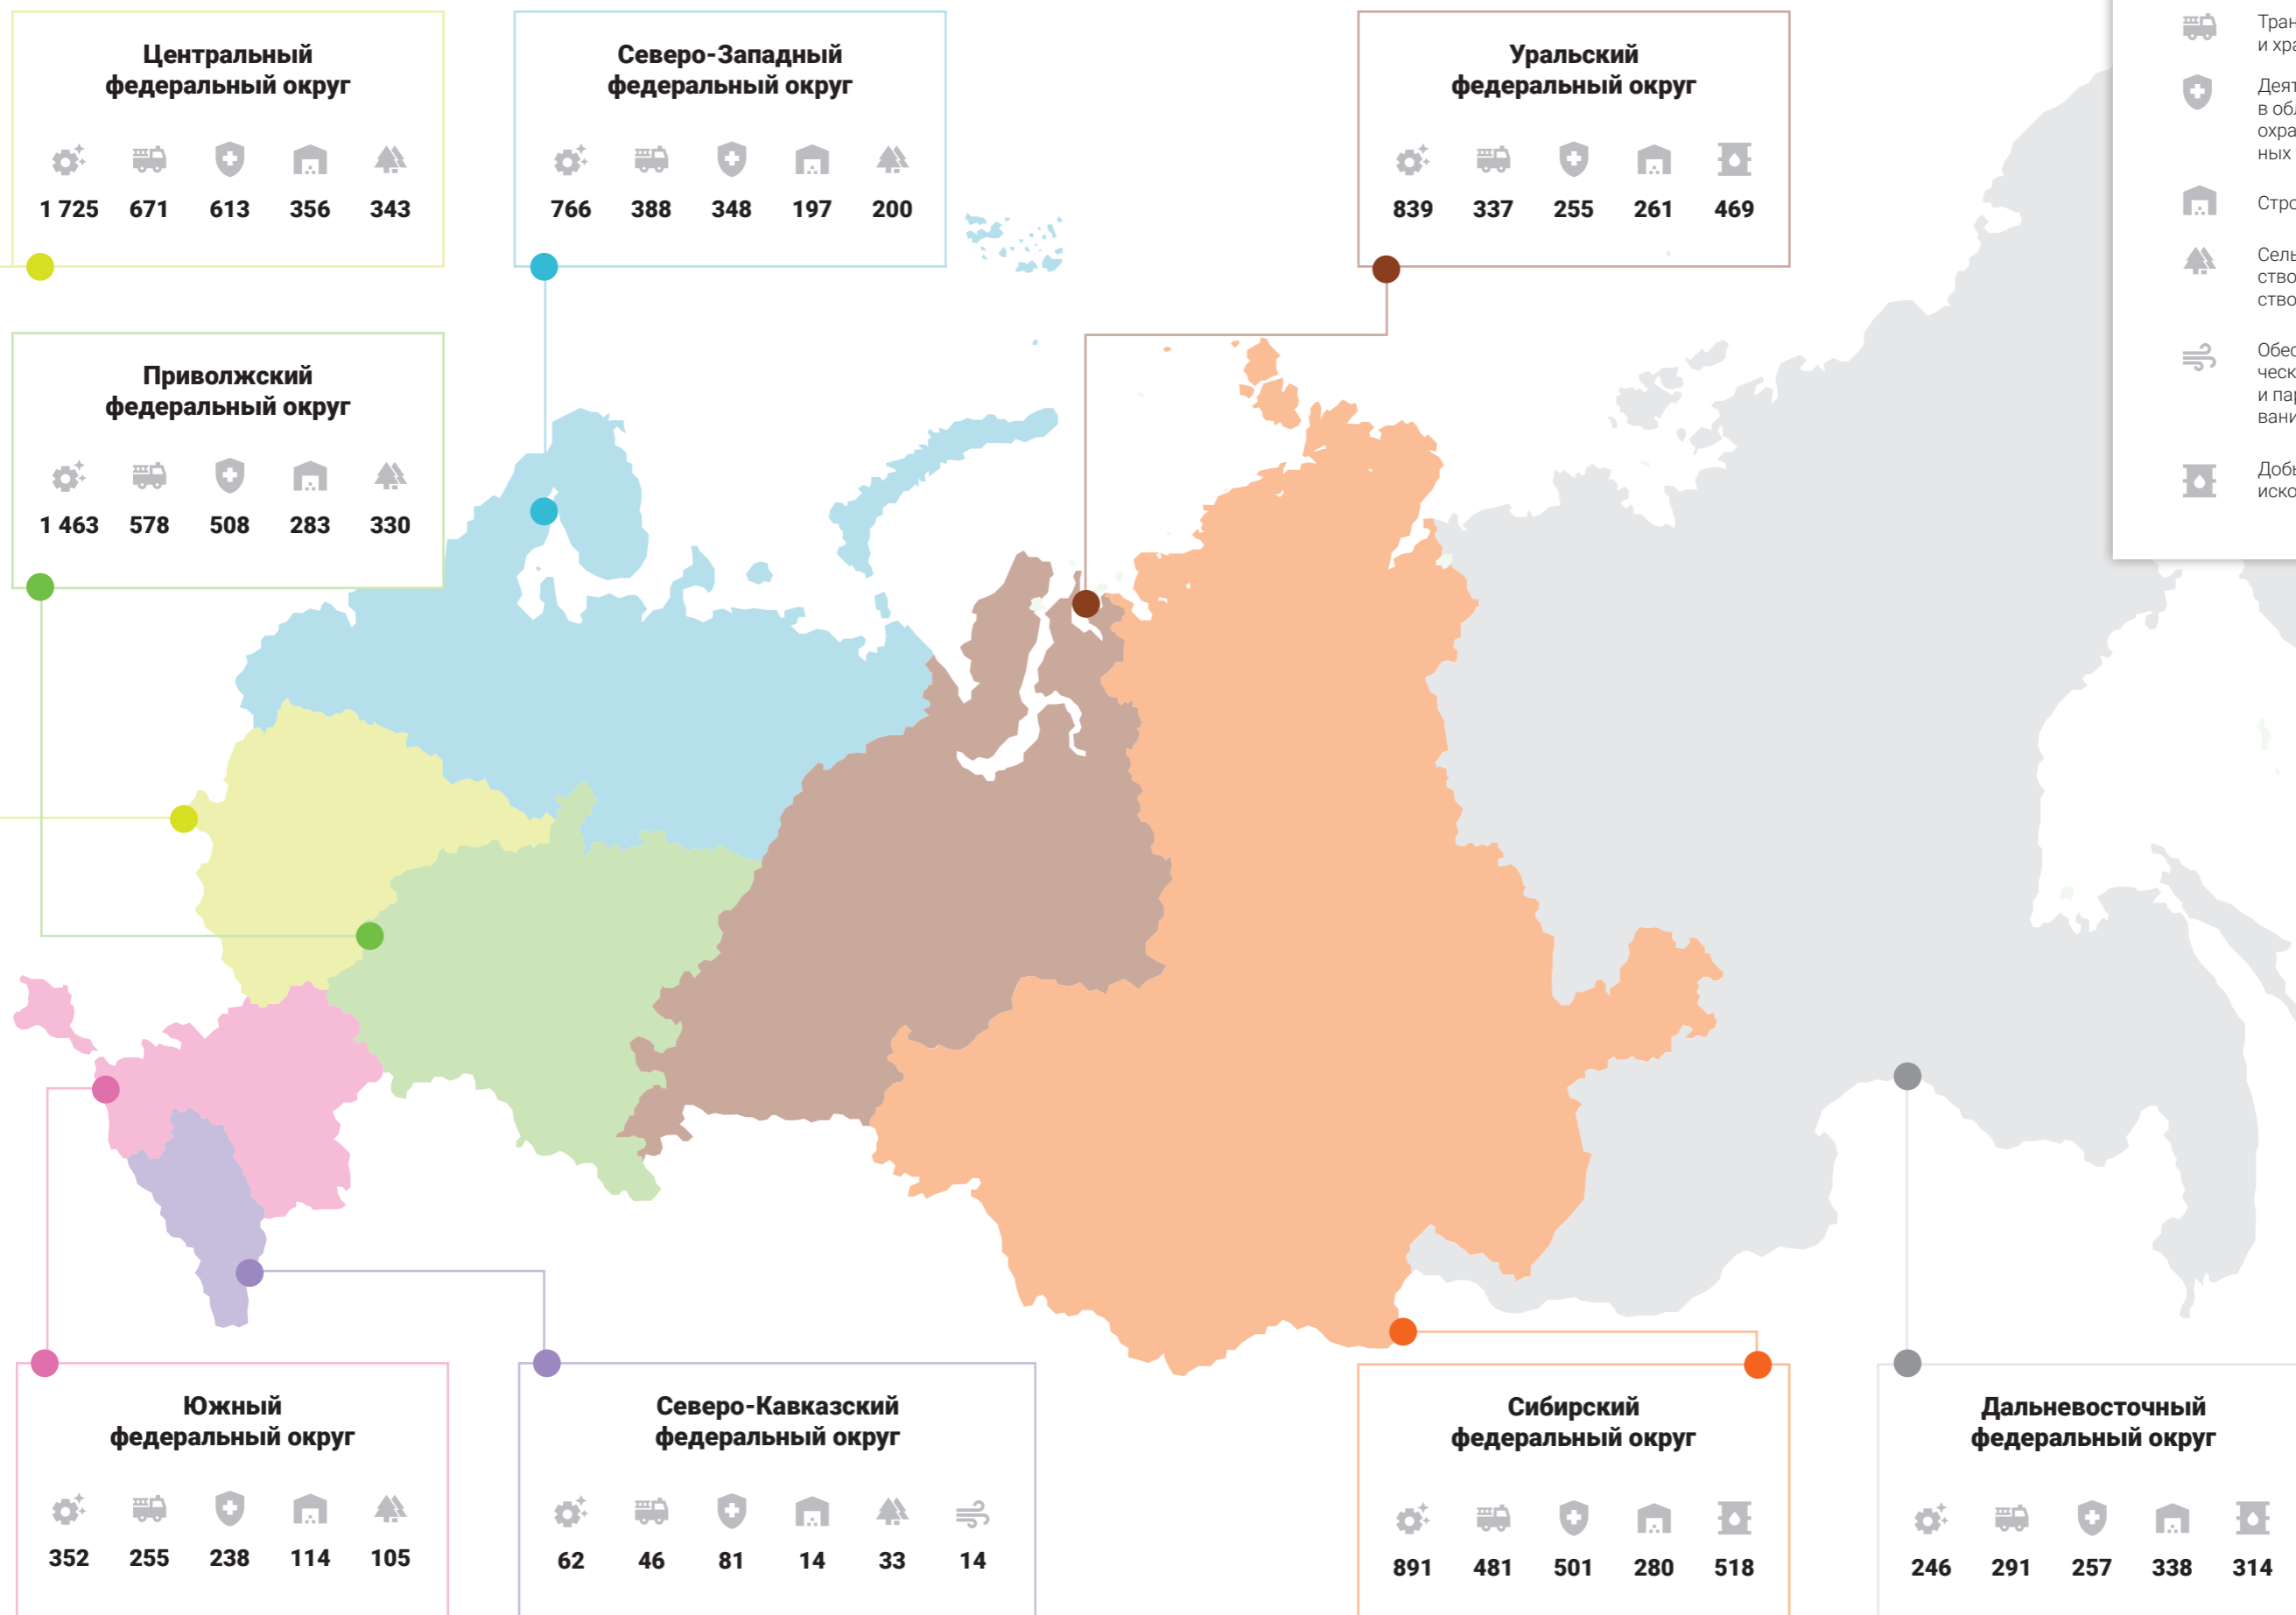 Центральный
федеральный округ
1 725 671 613 356 343
Северо-Западный
федеральный округ
766 388 348 197 200
Уральский
федеральный округ
839 337 255 261 469
и
в
ных
и
Приволжский
федеральный округ
1 463 578 508 283 330
Южный
федеральный округ
352 255 238 114 105
Северо-Кавказский
федеральный округ
62 46 81 14 33 14
Сибирский
федеральный округ
891 481 501 280 518
Дальневосточный
федеральный округ
246 291 257 338 314